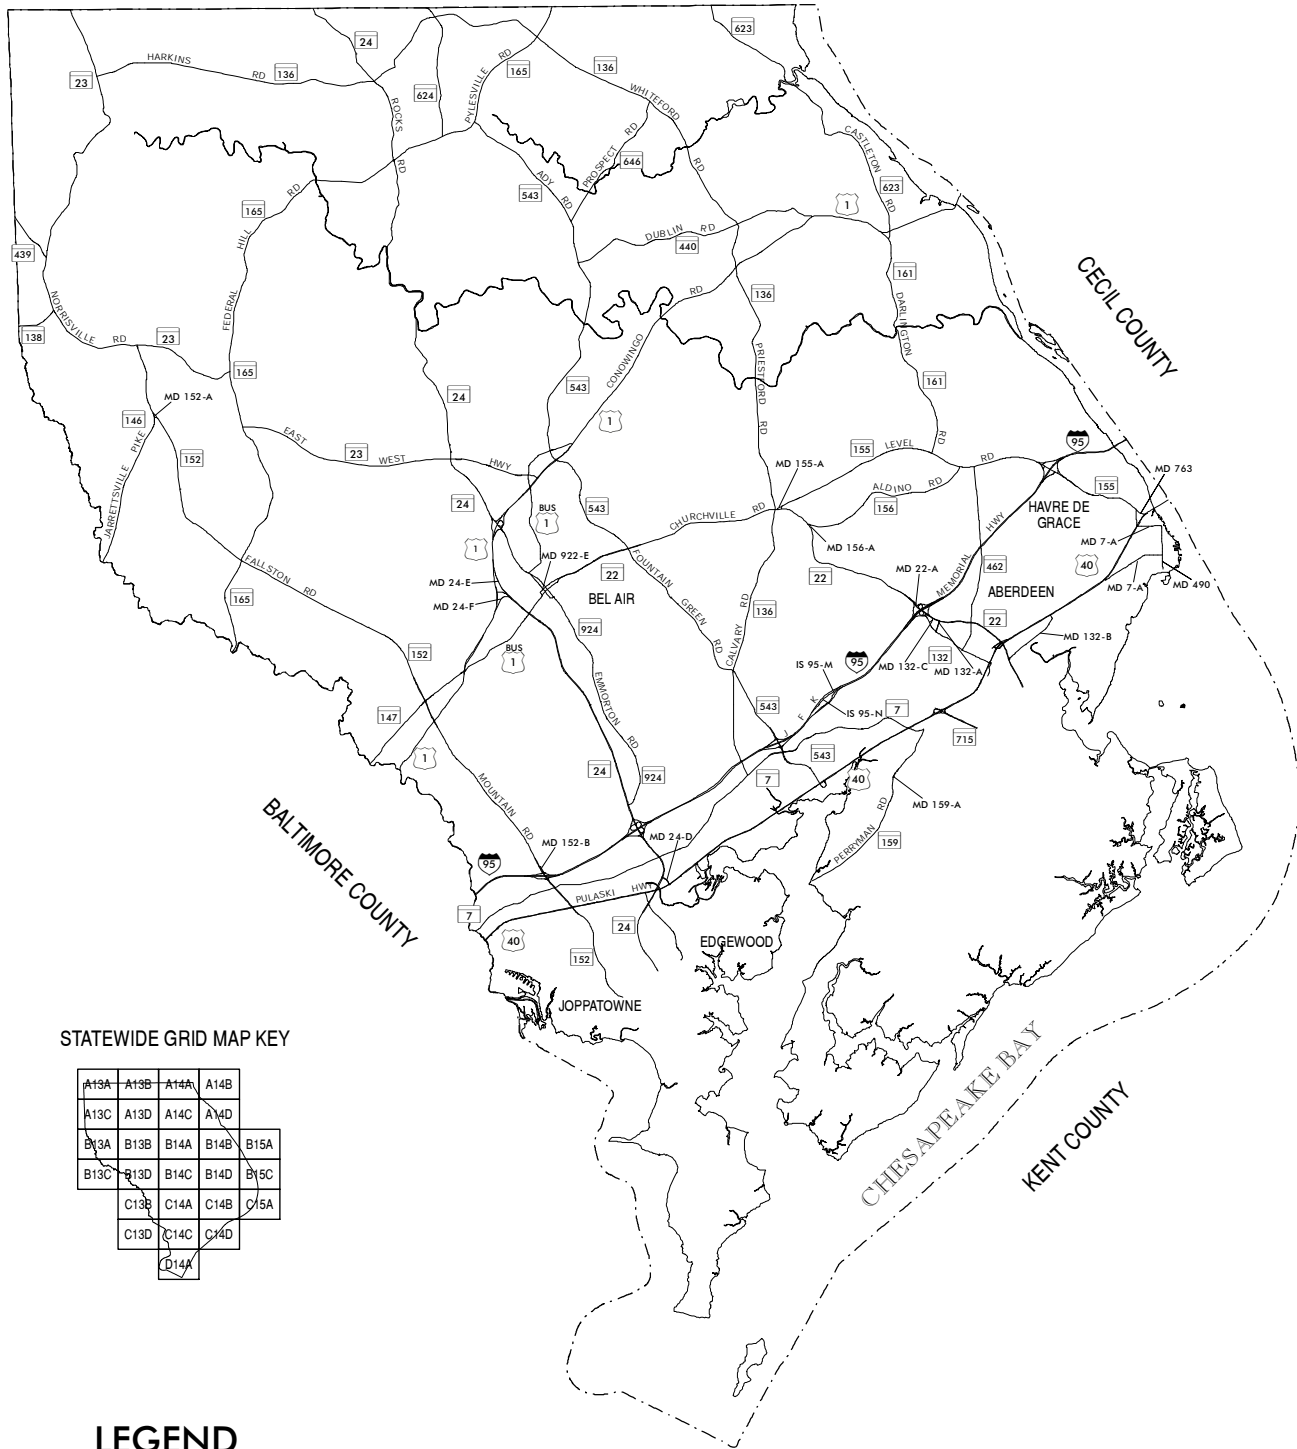 623
24
HARKINS RD
136
23
ROCKS RD
624
PYLESVILLE RD
165
136
WHITEFORD RD
PROSPECT RD
646
CASTLETON RD
623
ADY RD
543
165
FEDERAL HILL RD
DUBLIN RD
440
1
439
161
136
NORRISVILLE RD
138
23
165
DARLINGTON RD
CONOWINGO RD
PRIESTFORD RD
CECIL COUNTY
MD 152-A
146
24
543
1
161
JARRETTSVILLE PIKE
152
EAST WEST HWY
23
155
LEVEL RD
95
MD 155-A
MD 763
24
543
BUS
1
CHURCHVILLE RD
ALDINO RD
156
155
HAVRE DE
GRACE
MD 7-A
MD 156-A
1
MD 922-E
FOUNTAIN GREEN RD
22
BEL AIR
MEMORIAL HWY
462
40
FALLSTON RD
MD 24-E
MD 24-F
22
MD 22-A
ABERDEEN
MD 7-A
MD 490
165
CALVARY RD
136
22
924
MD 132-B
152
BUS
1
132
MD 132-C
MD 132-A
95
IS 95-M
EMMORTON RD
147
IS 95-N
7
J F K
543
715
1
24
924
543
7
40
MOUNTAIN RD
MD 159-A
PERRYMAN RD
159
BALTIMORE COUNTY
MD 152-B
MD 24-D
95
PULASKI HWY
7
24
40
152
EDGEWOOD
JOPPATOWNE
CHESAPEAKE BAY
KENT COUNTY
STATEWIDE GRID MAP KEY
A13A A13B A14A A14B
A13C A13D A14C A14D
B13A B13B B14A B14B B15A
B13C B13D B14C B14D B15C
C13B C14A C14B C15A
C13D C14C C14D
D14A
LEGEND